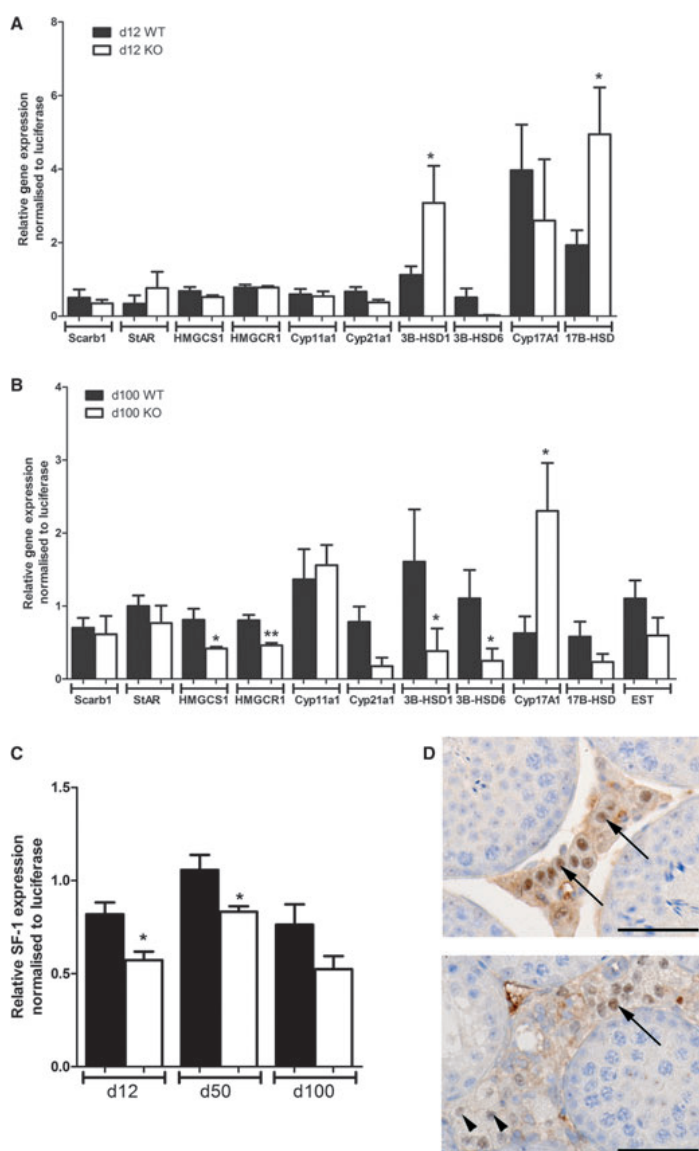 A
8
6
4
2
0
Relative gene expression
normalised to luciferase
d12 WT
d12 KO
*
*
Scarb1 StAR HMGCS1 HMGCR1 Cyp11a1 Cyp21a1 3B-HSD1 3B-HSD6 Cyp17A1 17B-HSD
B
4
3
2
1
0
Relative gene expression
normalised to luciferase
d100 WT
d100 KO
*
**
*
*
*
Scarb1 StAR HMGCS1 HMGCR1 Cyp11a1 Cyp21a1 3B-HSD1 3B-HSD6 Cyp17A1 17B-HSD EST
C
1.5
1.0
0.5
0.0
Relative SF-1 expression
normalised to luciferase
*
*
d12 d50 d100
D